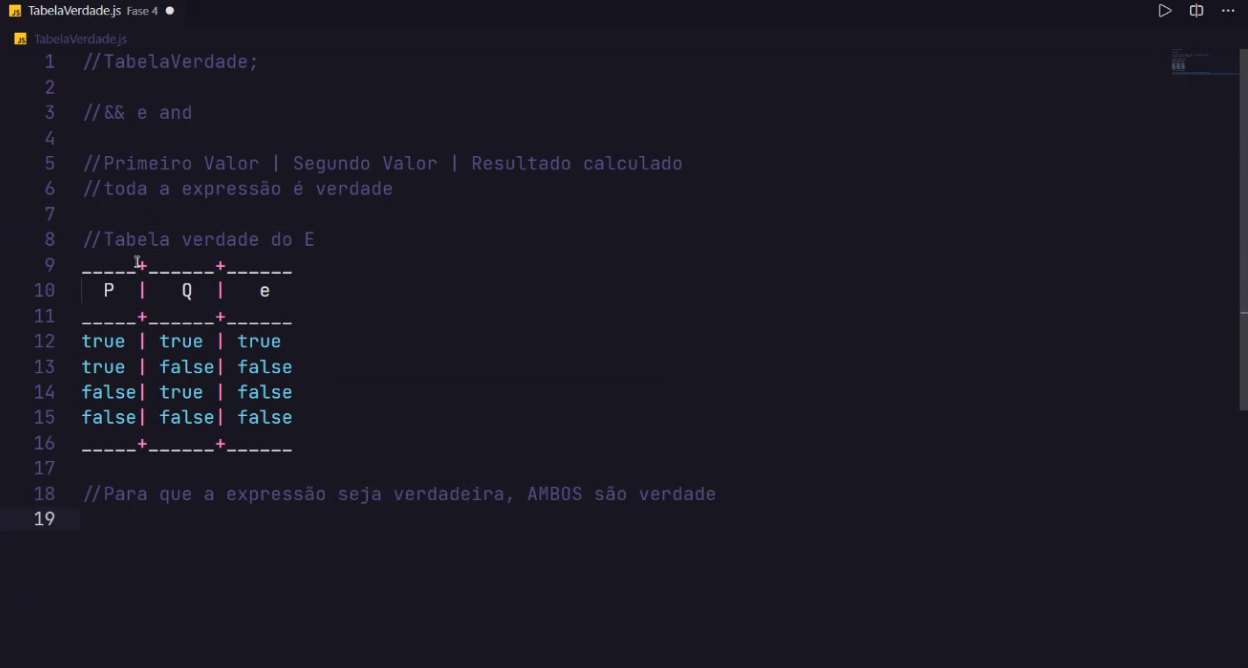 JS TabelaVerdade.js Fase 4
JS TabelaVerdade.js
1 //TabelaVerdade;
2
3 //&& e and
4
5 //Primeiro Valor | Segundo Valor | Resultado calculado
6 //toda a expressão é verdade
7
8 //Tabela verdade do E
9 _____+______+______
10 P | Q | e
11 _____+______+______
12 true | true | true
13 true | false| false
14 false| true | false
15 false| false| false
16 _____+______+______
17
18 //Para que a expressão seja verdadeira, AMBOS são verdade
19